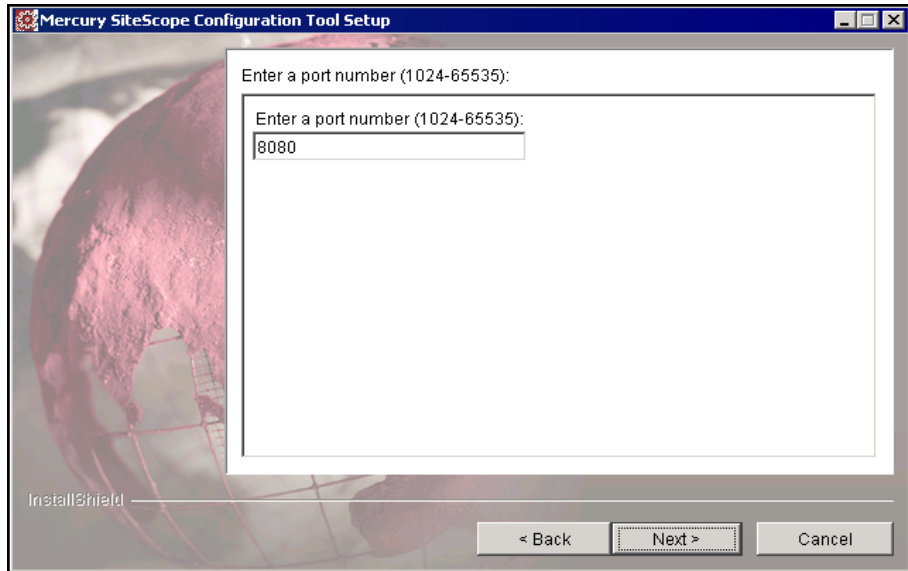 Mercury SiteScope Configuration Tool Setup
Enter a port number (1024-65535):
Enter a port number (1024-65535):
8080
InstallShield
< Back
Next >
Cancel